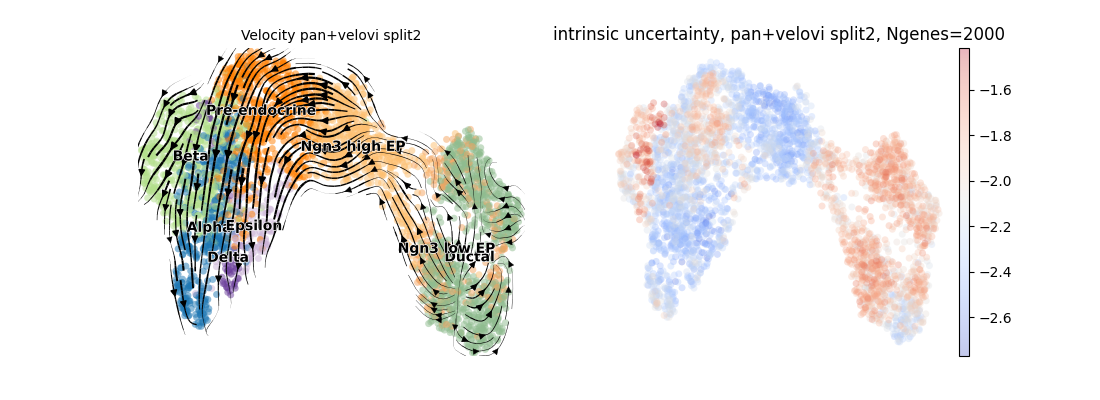 Velocity pan+velovi split2
Pre-endocrine
Ngn3 high EP
Beta
Alpha
Epsilon
Delta
Ngn3 low EP
Ductal
intrinsic uncertainty, pan+velovi split2, Ngenes=2000
−1.6
−1.8
−2.0
−2.2
−2.4
−2.6